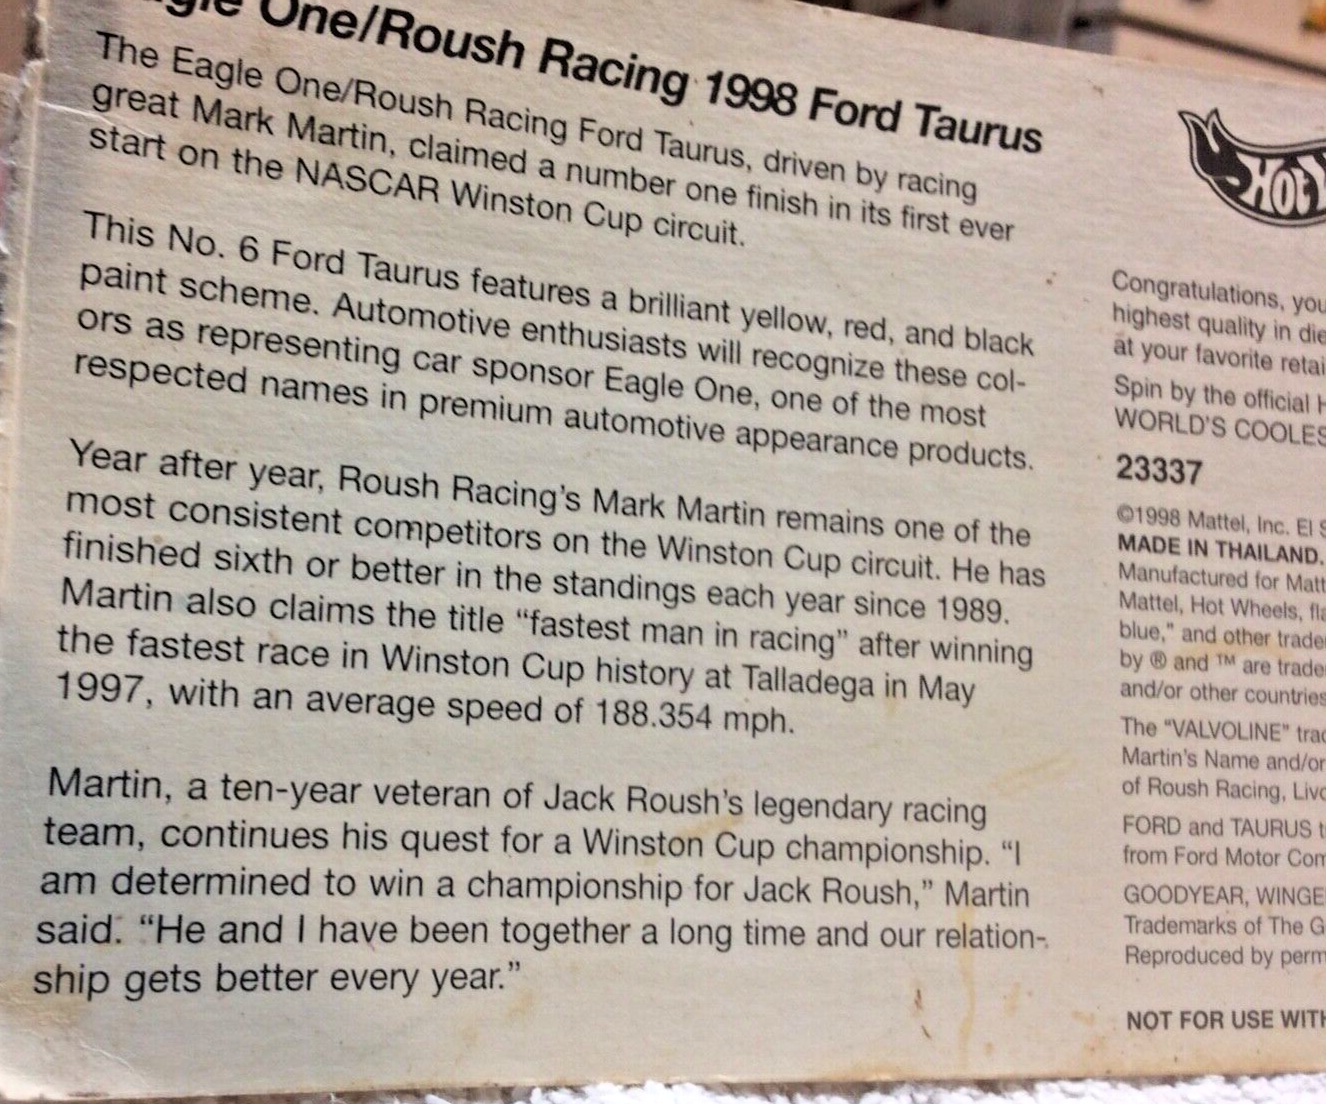 One/Roush Racing 1998 Ford Taurus
The Eagle One/Roush Racing Ford Taurus, driven by racing
great Mark Martin, claimed a number one finish in its first ever
start on the NASCAR Winston Cup circuit.
This No. 6 Ford Taurus features a brilliant yellow, red, and black
paint scheme. Automotive enthusiasts will recognize these col-
ors as representing car sponsor Eagle One, one of the most
respected names in premium automotive appearance products.
Year after year, Roush Racing's Mark Martin remains one of the
most consistent competitors on the Winston Cup circuit. He has
finished sixth or better in the standings each year since 1989.
Martin also claims the title "fastest man in racing" after winning
the fastest race in Winston Cup history at Talladega in May
1997, with an average speed of 188.354 mph.
Martin, a ten-year veteran of Jack Roush's legendary racing
team, continues his quest for a Winston Cup championship. "I
am determined to win a championship for Jack Roush," Martin
said. "He and I have been together a long time and our relation-
ship gets better every year."
HOT
Congratulations, you
highest quality in die
at your favorite retai
Spin by the official H
WORLD'S COOLES
23337
©1998 Mattel, Inc. El S
MADE IN THAILAND.
Manufactured for Matt
Mattel, Hot Wheels, fla
blue," and other trade
by ® and ™ are trade
and/or other countries
The "VALVOLINE" trad
Martin's Name and/or
of Roush Racing, Livo
FORD and TAURUS t
from Ford Motor Com
GOODYEAR, WINGE
Trademarks of The G
Reproduced by perm
NOT FOR USE WITH